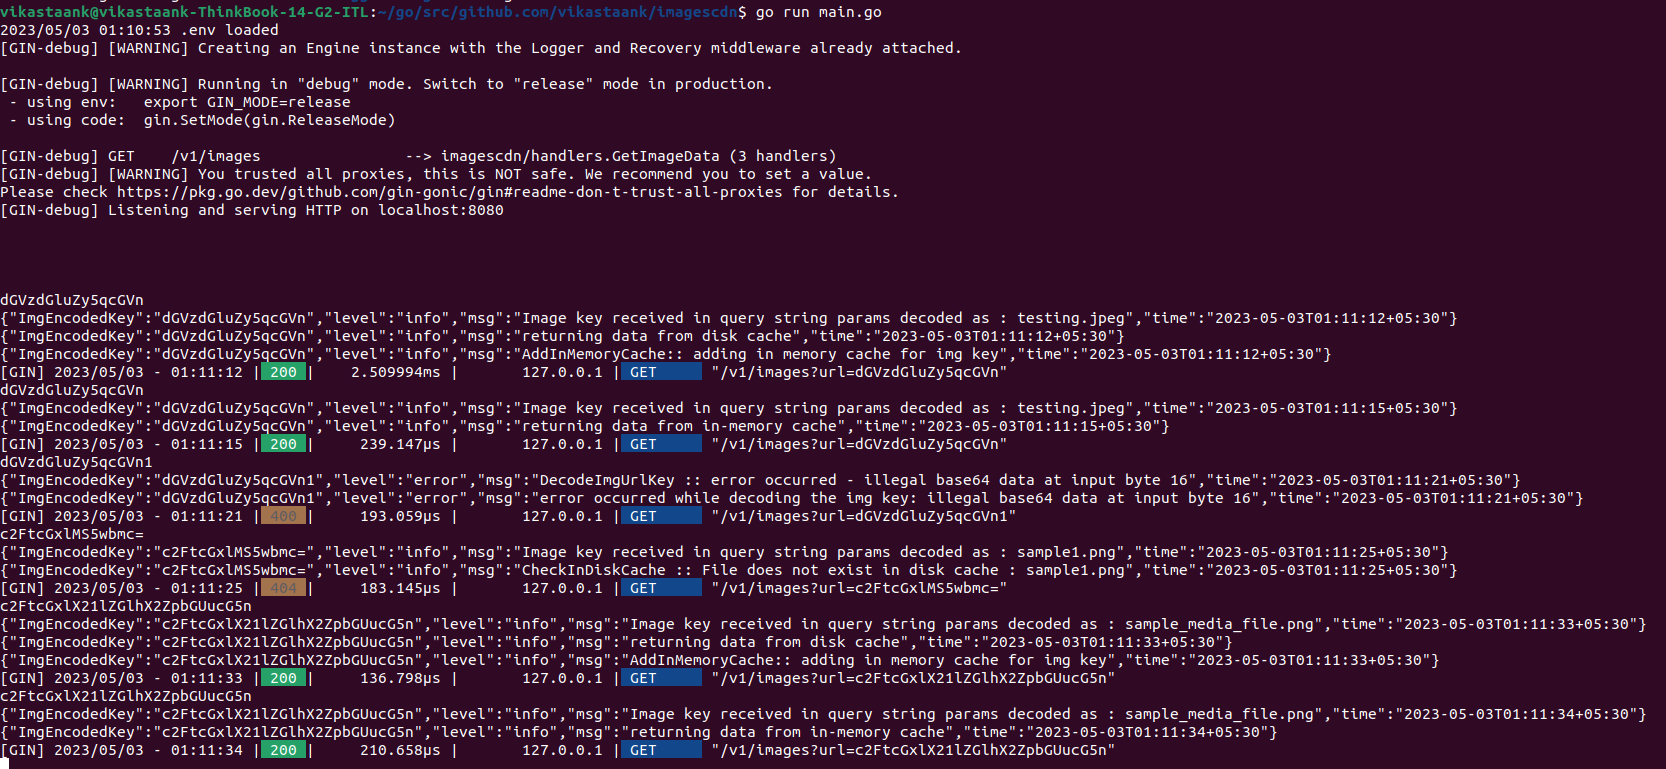 vikastaank@vikastaank-ThinkBook-14-G2-ITL:~/go/src/github.com/vikastaank/imagescdn$ go run main.go
2023/05/03 01:10:53 .env loaded
[GIN-debug] [WARNING] Creating an Engine instance with the Logger and Recovery middleware already attached.
[GIN-debug] [WARNING] Running in "debug" mode. Switch to "release" mode in production.
 - using env:   export GIN_MODE=release
 - using code:  gin.SetMode(gin.ReleaseMode)
[GIN-debug] GET    /v1/images                --> imagescdn/handlers.GetImageData (3 handlers)
[GIN-debug] [WARNING] You trusted all proxies, this is NOT safe. We recommend you to set a value.
Please check https://pkg.go.dev/github.com/gin-gonic/gin#readme-don-t-trust-all-proxies for details.
[GIN-debug] Listening and serving HTTP on localhost:8080
dGVzdGluZy5qcGVn
{"ImgEncodedKey":"dGVzdGluZy5qcGVn","level":"info","msg":"Image key received in query string params decoded as : testing.jpeg","time":"2023-05-03T01:11:12+05:30"}
{"ImgEncodedKey":"dGVzdGluZy5qcGVn","level":"info","msg":"returning data from disk cache","time":"2023-05-03T01:11:12+05:30"}
{"ImgEncodedKey":"dGVzdGluZy5qcGVn","level":"info","msg":"AddInMemoryCache:: adding in memory cache for img key","time":"2023-05-03T01:11:12+05:30"}
[GIN] 2023/05/03 - 01:11:12 | 200 |    2.509994ms |       127.0.0.1 | GET      "/v1/images?url=dGVzdGluZy5qcGVn"
dGVzdGluZy5qcGVn
{"ImgEncodedKey":"dGVzdGluZy5qcGVn","level":"info","msg":"Image key received in query string params decoded as : testing.jpeg","time":"2023-05-03T01:11:15+05:30"}
{"ImgEncodedKey":"dGVzdGluZy5qcGVn","level":"info","msg":"returning data from in-memory cache","time":"2023-05-03T01:11:15+05:30"}
[GIN] 2023/05/03 - 01:11:15 | 200 |     239.147µs |       127.0.0.1 | GET      "/v1/images?url=dGVzdGluZy5qcGVn"
dGVzdGluZy5qcGVn1
{"ImgEncodedKey":"dGVzdGluZy5qcGVn1","level":"error","msg":"DecodeImgUrlKey :: error occurred - illegal base64 data at input byte 16","time":"2023-05-03T01:11:21+05:30"}
{"ImgEncodedKey":"dGVzdGluZy5qcGVn1","level":"error","msg":"error occurred while decoding the img key: illegal base64 data at input byte 16","time":"2023-05-03T01:11:21+05:30"}
[GIN] 2023/05/03 - 01:11:21 | 400 |     193.059µs |       127.0.0.1 | GET      "/v1/images?url=dGVzdGluZy5qcGVn1"
c2FtcGxlMS5wbmc=
{"ImgEncodedKey":"c2FtcGxlMS5wbmc=","level":"info","msg":"Image key received in query string params decoded as : sample1.png","time":"2023-05-03T01:11:25+05:30"}
{"ImgEncodedKey":"c2FtcGxlMS5wbmc=","level":"info","msg":"CheckInDiskCache :: File does not exist in disk cache : sample1.png","time":"2023-05-03T01:11:25+05:30"}
[GIN] 2023/05/03 - 01:11:25 | 404 |     183.145µs |       127.0.0.1 | GET      "/v1/images?url=c2FtcGxlMS5wbmc="
c2FtcGxlX21lZGlhX2ZpbGUucG5n
{"ImgEncodedKey":"c2FtcGxlX21lZGlhX2ZpbGUucG5n","level":"info","msg":"Image key received in query string params decoded as : sample_media_file.png","time":"2023-05-03T01:11:33+05:30"}
{"ImgEncodedKey":"c2FtcGxlX21lZGlhX2ZpbGUucG5n","level":"info","msg":"returning data from disk cache","time":"2023-05-03T01:11:33+05:30"}
{"ImgEncodedKey":"c2FtcGxlX21lZGlhX2ZpbGUucG5n","level":"info","msg":"AddInMemoryCache:: adding in memory cache for img key","time":"2023-05-03T01:11:33+05:30"}
[GIN] 2023/05/03 - 01:11:33 | 200 |     136.798µs |       127.0.0.1 | GET      "/v1/images?url=c2FtcGxlX21lZGlhX2ZpbGUucG5n"
c2FtcGxlX21lZGlhX2ZpbGUucG5n
{"ImgEncodedKey":"c2FtcGxlX21lZGlhX2ZpbGUucG5n","level":"info","msg":"Image key received in query string params decoded as : sample_media_file.png","time":"2023-05-03T01:11:34+05:30"}
{"ImgEncodedKey":"c2FtcGxlX21lZGlhX2ZpbGUucG5n","level":"info","msg":"returning data from in-memory cache","time":"2023-05-03T01:11:34+05:30"}
[GIN] 2023/05/03 - 01:11:34 | 200 |     210.658µs |       127.0.0.1 | GET      "/v1/images?url=c2FtcGxlX21lZGlhX2ZpbGUucG5n"